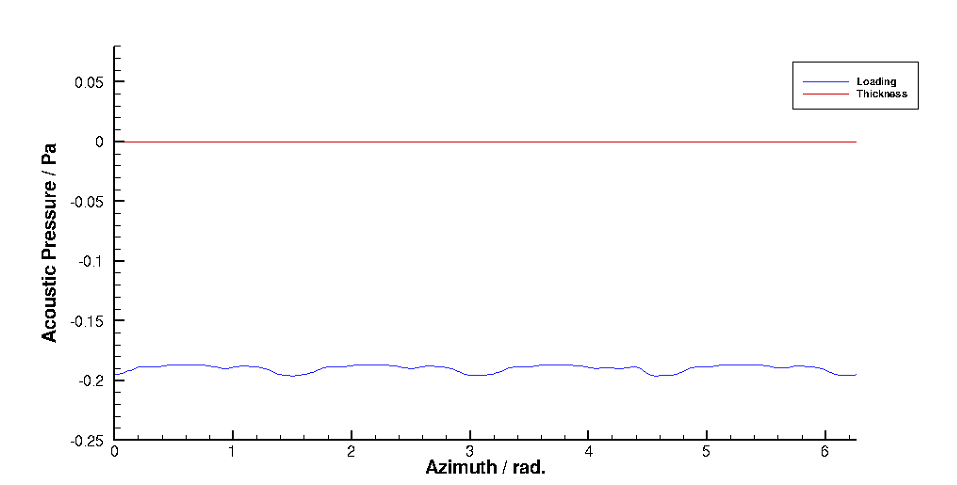 Loading
Thickness
0.05
0
-0.05
-0.1
-0.15
-0.2
-0.25
Acoustic Pressure / Pa
0 1 2 3 4 5 6
Azimuth / rad.